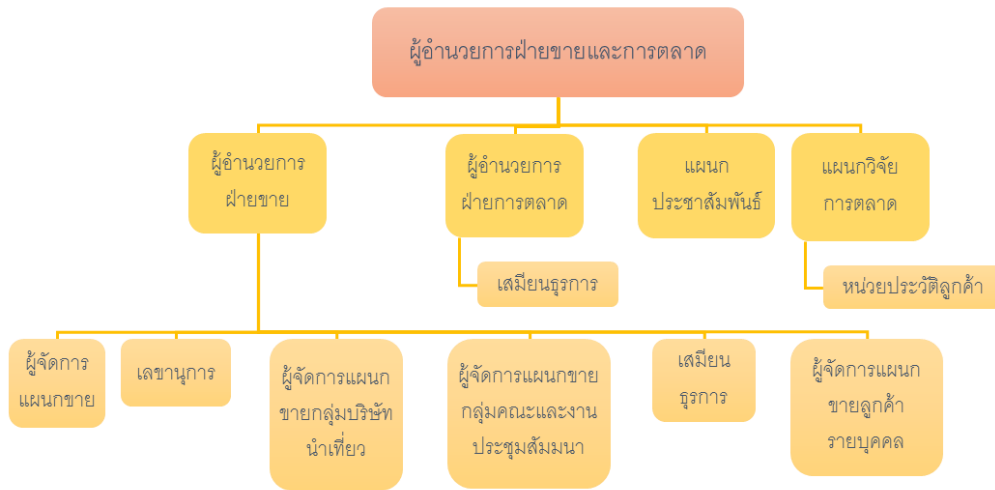 ผู้อำนวยการฝ่ายขายและการตลาด
ผู้อำนวยการ
ฝ่ายขาย
ผู้อำนวยการ
ฝ่ายการตลาด
แผนก
ประชาสัมพันธ์
แผนกวิจัย
การตลาด
เสมียนธุรการ
หน่วยประวัติลูกค้า
ผู้จัดการ
แผนกขาย
เลขานุการ
ผู้จัดการแผนก
ขายกลุ่มบริษัท
นำเที่ยว
ผู้จัดการแผนกขาย
กลุ่มคณะและงาน
ประชุมสัมมนา
เสมียน
ธุรการ
ผู้จัดการแผนก
ขายลูกค้า
รายบุคคล